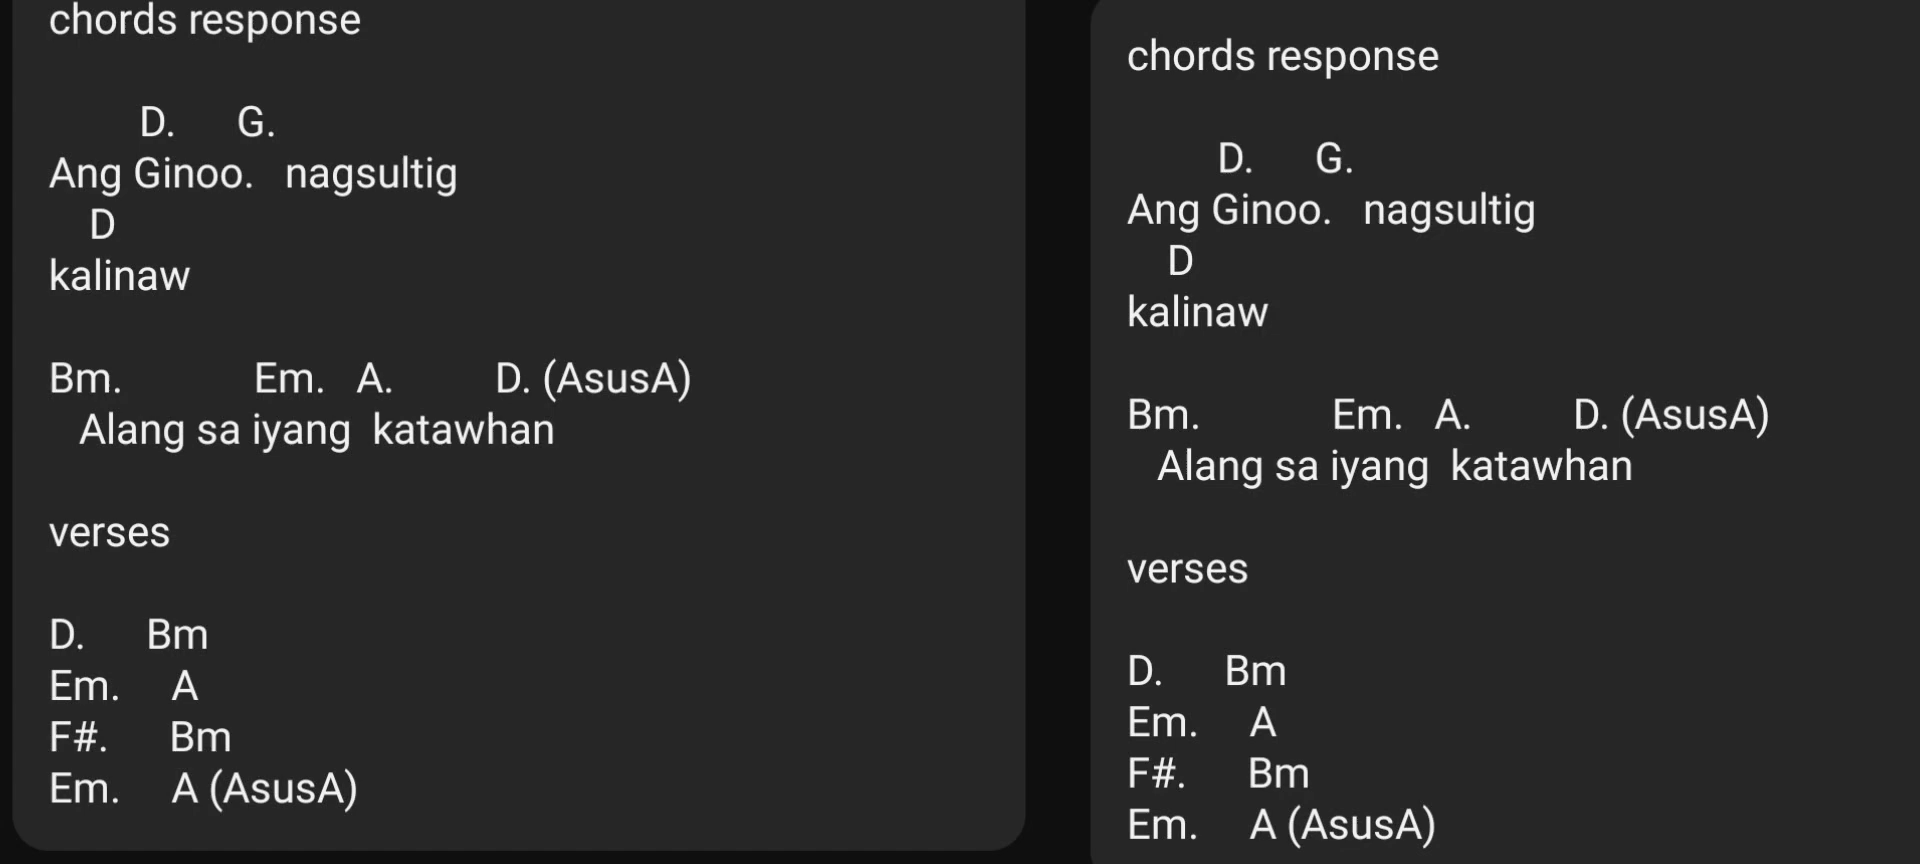 chords response
D. G.
Ang Ginoo. nagsultig
D
kalinaw
Bm. Em. A. D. (AsusA)
Alang sa iyang katawhan
verses
D. Bm
Em. A
F#. Bm
Em. A (AsusA)
chords response
D. G.
Ang Ginoo. nagsultig
D
kalinaw
Bm. Em. A. D. (AsusA)
Alang sa iyang katawhan
verses
D. Bm
Em. A
F#. Bm
Em. A (AsusA)